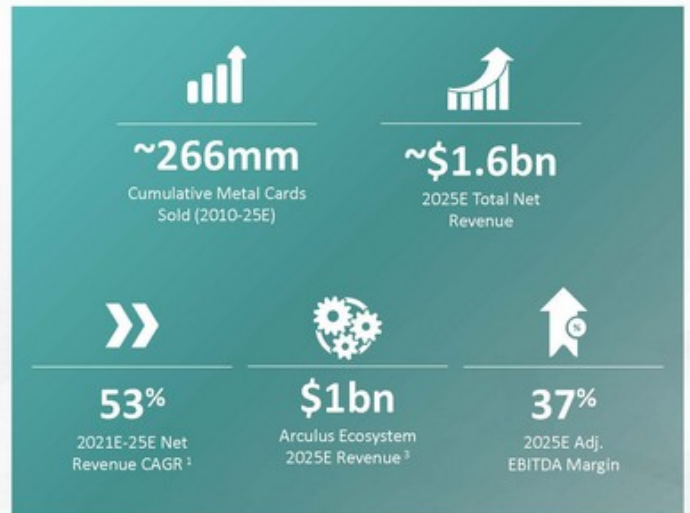 ~266mm
Cumulative Metal Cards
Sold (2010-25E)
~$1.6bn
2025E Total Net
Revenue
53%
2021E-25E Net
Revenue CAGR 1
$1bn
Arculus Ecosystem
2025E Revenue 3
%
37%
2025E Adj.
EBITDA Margin